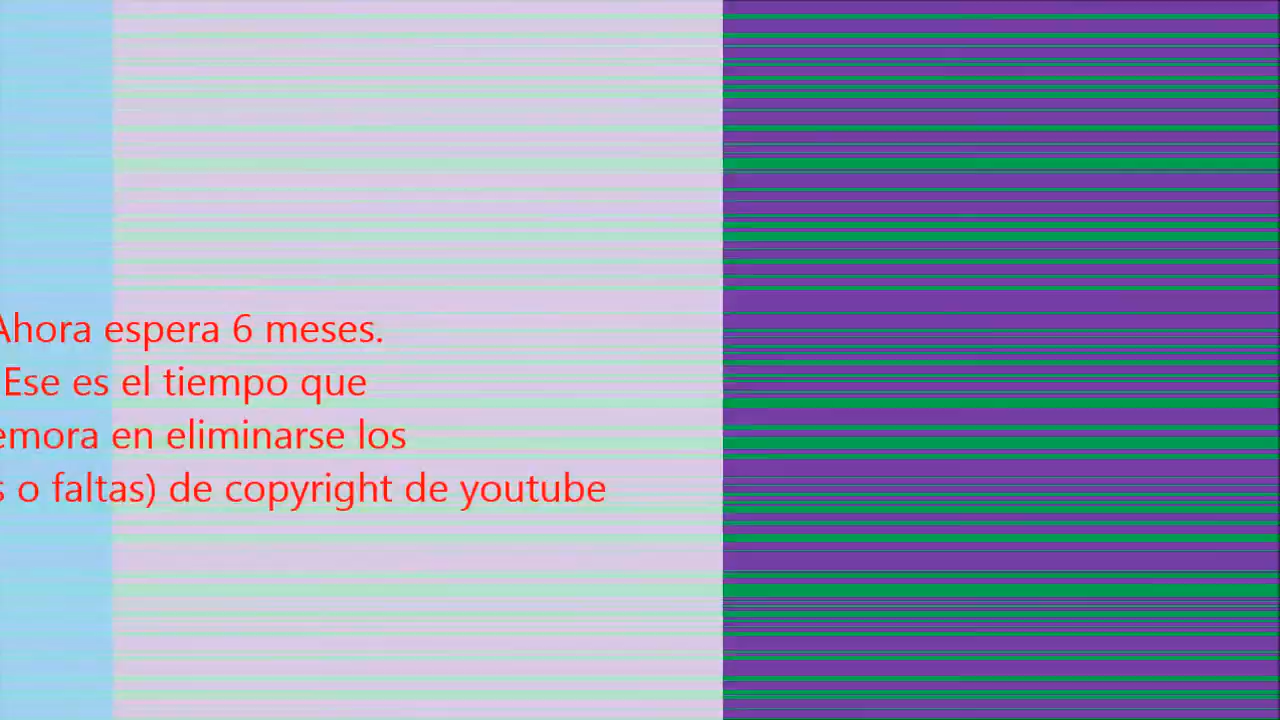 Ahora espera 6 meses.
Ese es el tiempo que
emora en eliminarse los
s o faltas) de copyright de youtube